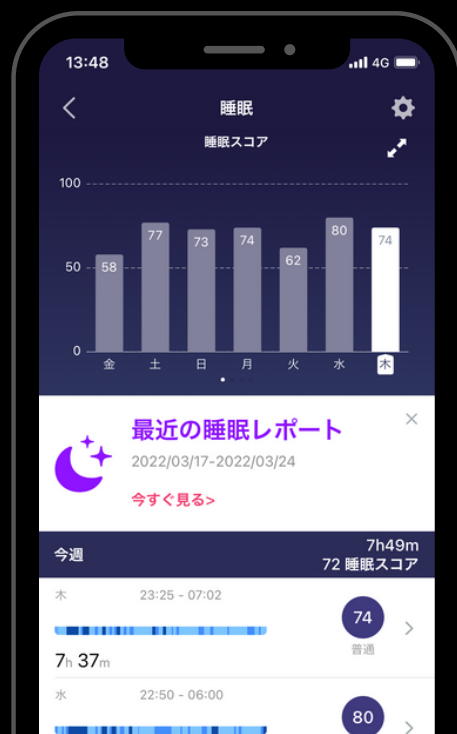 13:48
4G
睡眠
睡眠スコア
100
50
0
58
77
73
74
62
80
74
金 土 日 月 火 水 木
最近の睡眠レポート
×
2022/03/17-2022/03/24
今すぐ見る>
今週
7h49m
72 睡眠スコア
木 23:25 - 07:02
74
普通
7h 37m
水 22:50 - 06:00
80